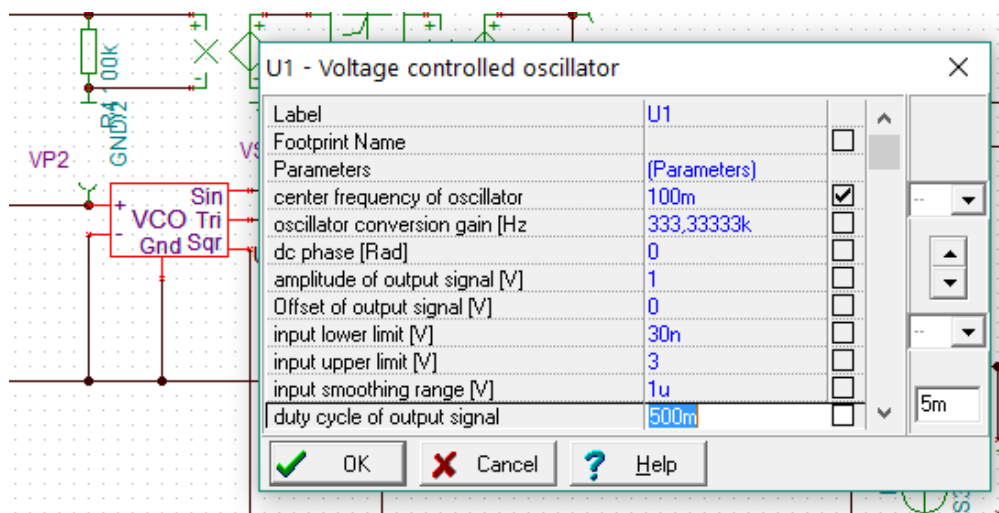 U1 - Voltage controlled oscillator
Label U1
Footprint Name
Parameters (Parameters)
center frequency of oscillator 100m
oscillator conversion gain [Hz 333,33333k
dc phase [Rad] 0
amplitude of output signal [V] 1
Offset of output signal [V] 0
input lower limit [V] 30n
input upper limit [V] 3
input smoothing range [V] 1u
duty cycle of output signal 500m
OK Cancel Help
-- 
--
5m
100k
GND2
VP2
+ Sin
VCO Tri
- Gnd Sqr